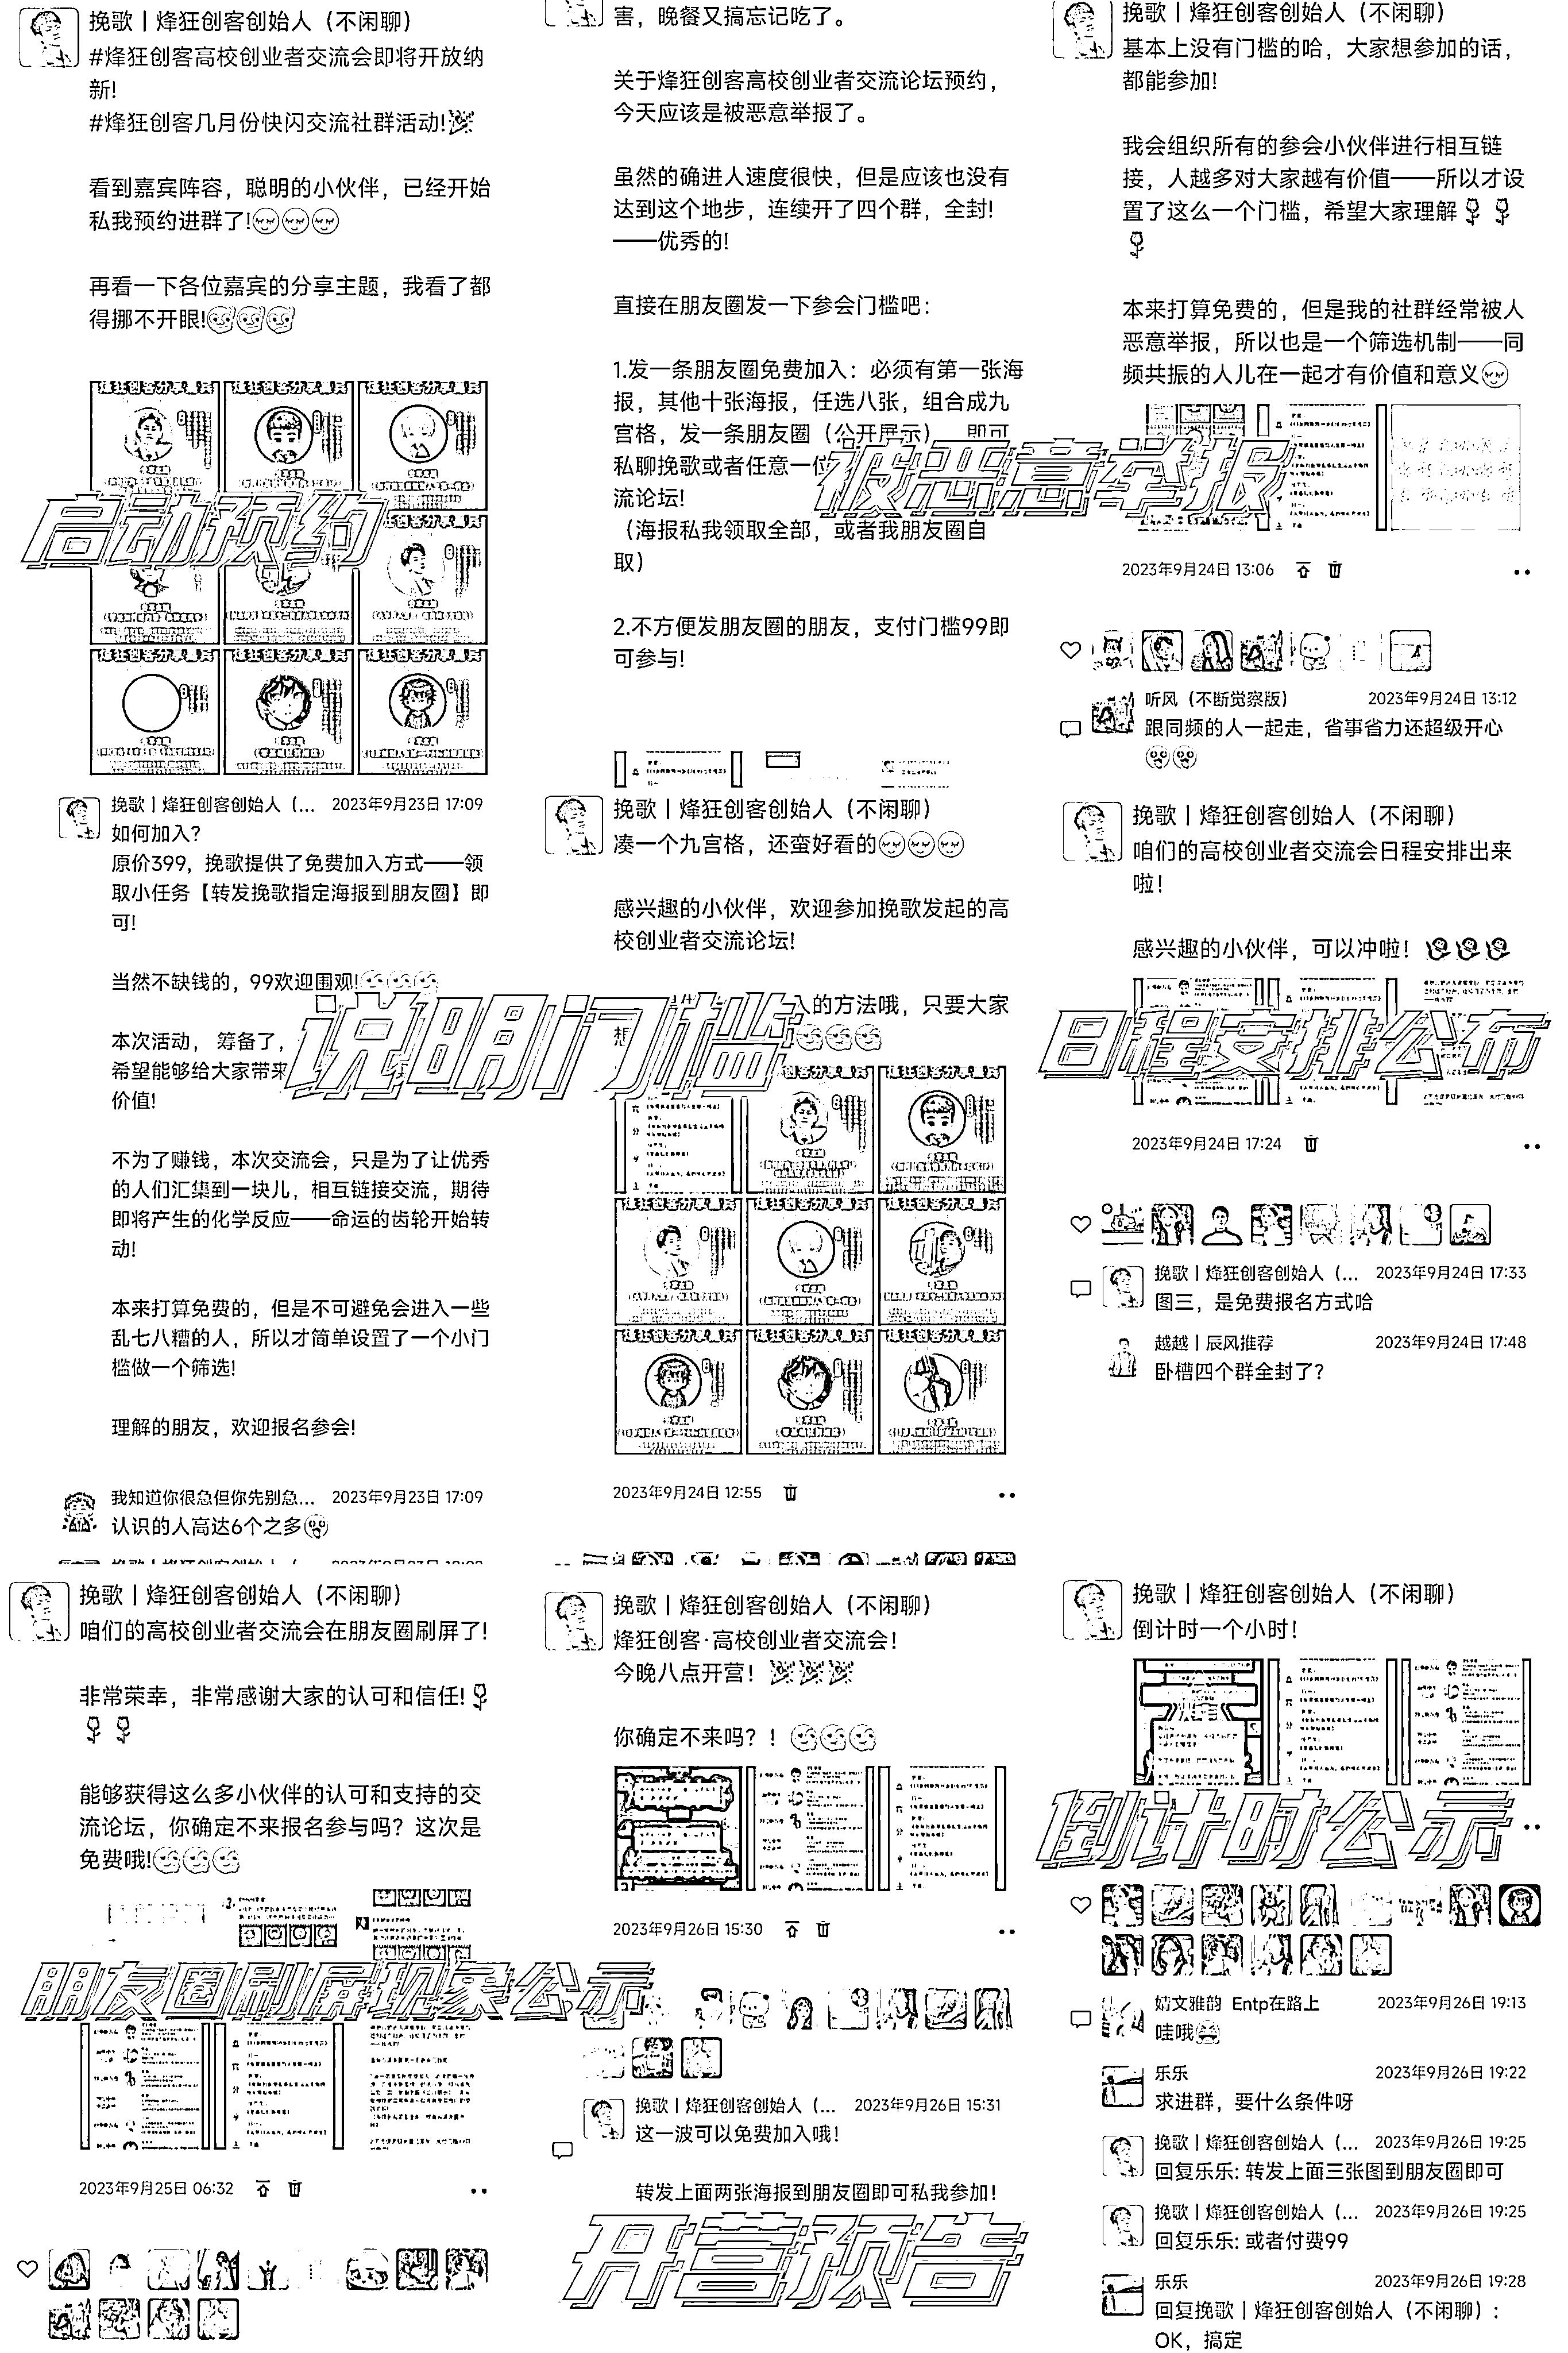 挽歌丨烽狂创客创始人（不闲聊）
#烽狂创客高校创业者交流会即将开放纳
新!
#烽狂创客几月份快闪交流社群活动!
看到嘉宾阵容，聪明的小伙伴，已经开始
私我预约进群了!
再看一下各位嘉宾的分享主题，我看了都
得挪不开眼!
启动预约
挽歌丨烽狂创客创始人（... 2023年9月23日 17:09
如何加入?
原价399，挽歌提供了免费加入方式——领
取小任务【转发挽歌指定海报到朋友圈】即
可!
当然不缺钱的，99欢迎围观!
本次活动， 筹备了，
希望能够给大家带来
价值!
不为了赚钱，本次交流会，只是为了让优秀
的人们汇集到一块儿，相互链接交流，期待
即将产生的化学反应——命运的齿轮开始转
动!
本来打算免费的，但是不可避免会进入一些
乱七八糟的人，所以才简单设置了一个小门
槛做一个筛选!
理解的朋友，欢迎报名参会!
我知道你很急但你先别急... 2023年9月23日 17:09
认识的人高达6个之多
挽歌丨烽狂创客创始人（不闲聊）
咱们的高校创业者交流会在朋友圈刷屏了!
非常荣幸，非常感谢大家的认可和信任!
能够获得这么多小伙伴的认可和支持的交
流论坛，你确定不来报名参与吗？这次是
免费哦!
朋友圈刷屏现象公示
2023年9月25日 06:32
害，晚餐又搞忘记吃了。
关于烽狂创客高校创业者交流论坛预约，
今天应该是被恶意举报了。
虽然的确进人速度很快，但是应该也没有
达到这个地步，连续开了四个群，全封!
——优秀的!
直接在朋友圈发一下参会门槛吧：
1.发一条朋友圈免费加入：必须有第一张海
报，其他十张海报，任选八张，组合成九
宫格，发一条朋友圈（公开展示），即可
私聊挽歌或者任意一位
流论坛!
（海报私我领取全部，或者我朋友圈自
取）
2.不方便发朋友圈的朋友，支付门槛99即
可参与!
挽歌丨烽狂创客创始人（不闲聊）
凑一个九宫格，还蛮好看的
感兴趣的小伙伴，欢迎参加挽歌发起的高
校创业者交流论坛!
入的方法哦，只要大家
想
说明门槛
2023年9月24日 12:55
挽歌丨烽狂创客创始人（不闲聊）
烽狂创客·高校创业者交流会！
今晚八点开营！
你确定不来吗？！
2023年9月26日 15:30
挽歌丨烽狂创客创始人（... 2023年9月26日 15:31
这一波可以免费加入哦！
转发上面两张海报到朋友圈即可私我参加!
开营预告
挽歌丨烽狂创客创始人（不闲聊）
基本上没有门槛的哈，大家想参加的话，
都能参加!
我会组织所有的参会小伙伴进行相互链
接，人越多对大家越有价值——所以才设
置了这么一个门槛，希望大家理解
本来打算免费的，但是我的社群经常被人
恶意举报，所以也是一个筛选机制——同
频共振的人儿在一起才有价值和意义
被恶意举报
2023年9月24日 13:06
听风（不断觉察版） 2023年9月24日 13:12
跟同频的人一起走，省事省力还超级开心
挽歌丨烽狂创客创始人（不闲聊）
咱们的高校创业者交流会日程安排出来
啦！
感兴趣的小伙伴，可以冲啦！
日程安排公布
2023年9月24日 17:24
挽歌丨烽狂创客创始人（... 2023年9月24日 17:33
图三，是免费报名方式哈
越越丨辰风推荐 2023年9月24日 17:48
卧槽四个群全封了？
挽歌丨烽狂创客创始人（不闲聊）
倒计时一个小时！
倒计时公示
婧文雅韵 Entp在路上 2023年9月26日 19:13
哇哦
乐乐 2023年9月26日 19:22
求进群，要什么条件呀
挽歌丨烽狂创客创始人（... 2023年9月26日 19:25
回复乐乐: 转发上面三张图到朋友圈即可
挽歌丨烽狂创客创始人（... 2023年9月26日 19:25
回复乐乐: 或者付费99
乐乐 2023年9月26日 19:28
回复挽歌丨烽狂创客创始人（不闲聊）:
OK，搞定